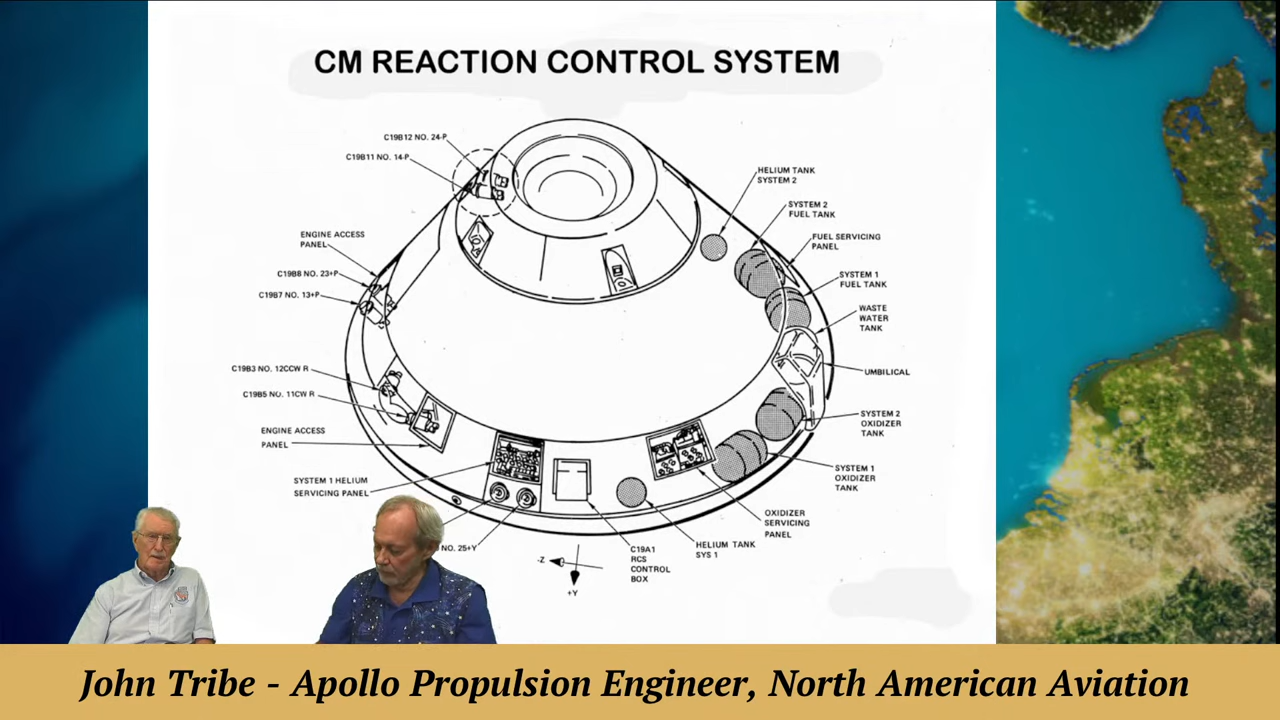 CM REACTION CONTROL SYSTEM
C19B12 NO. 24-P
C19B11 NO. 14-P
ENGINE ACCESS
PANEL
C19B8 NO. 23+P
C19B7 NO. 13+P
C19B3 NO. 12CCW R
C19B5 NO. 11CW R
ENGINE ACCESS
PANEL
SYSTEM 1 HELIUM
SERVICING PANEL
NO. 25+Y
-Z
+Y
C19A1
RCS
CONTROL
BOX
HELIUM TANK
SYS 1
OXIDIZER
SERVICING
PANEL
SYSTEM 1
OXIDIZER
TANK
SYSTEM 2
OXIDIZER
TANK
UMBILICAL
WASTE
WATER
TANK
SYSTEM 1
FUEL TANK
FUEL SERVICING
PANEL
SYSTEM 2
FUEL TANK
HELIUM TANK
SYSTEM 2
John Tribe - Apollo Propulsion Engineer, North American Aviation